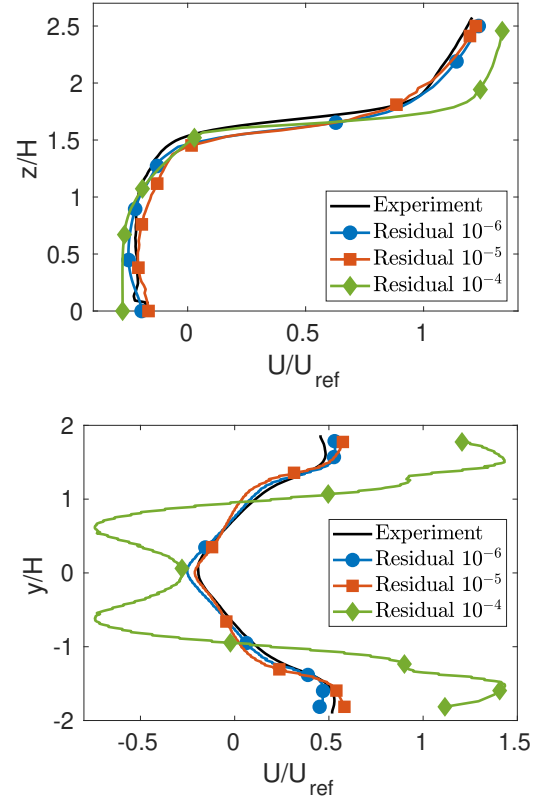 2.5
2
1.5
1
0.5
0
z/H
Experiment
Residual 10⁻⁶
Residual 10⁻⁵
Residual 10⁻⁴
0 0.5 1
U/U_ref
2
1
0
-1
-2
y/H
Experiment
Residual 10⁻⁶
Residual 10⁻⁵
Residual 10⁻⁴
-0.5 0 0.5 1 1.5
U/U_ref